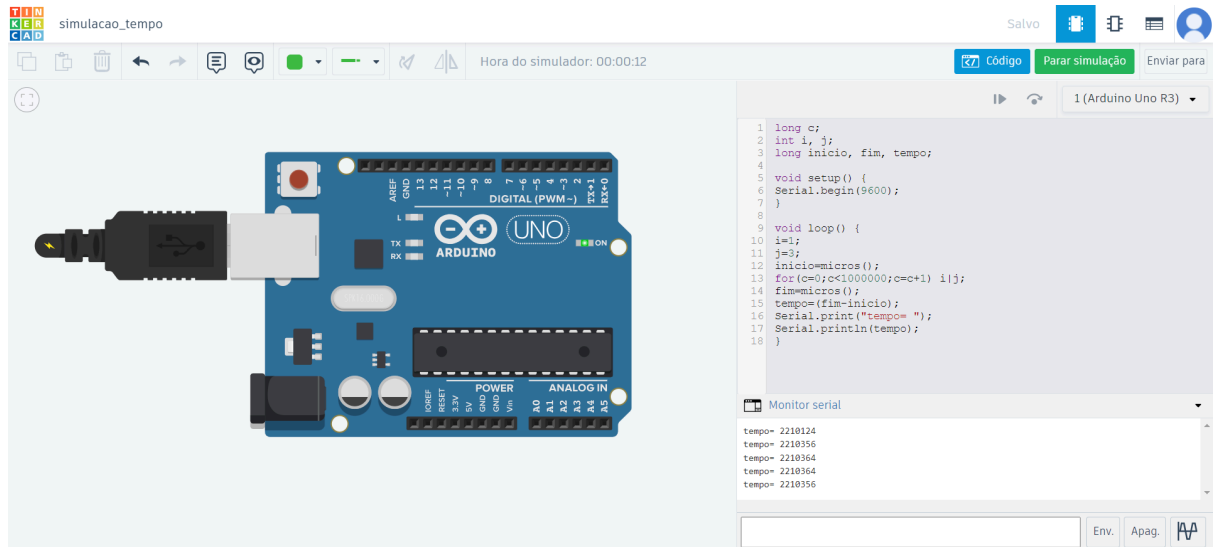 TIN
KER
CAD
simulacao_tempo
Salvo
Hora do simulador: 00:00:12
Código
Parar simulação
Enviar para
1 (Arduino Uno R3)
1 long c;
2 int i, j;
3 long inicio, fim, tempo;
4
5 void setup() {
6 Serial.begin(9600);
7 }
8
9 void loop() {
10 i=1;
11 j=3;
12 inicio=micros();
13 for(c=0;c<1000000;c=c+1) i|j;
14 fim=micros();
15 tempo=(fim-inicio);
16 Serial.print("tempo= ");
17 Serial.println(tempo);
18 }
AREF
GND
13
12
~11
~10
~9
8
7
~6
~5
4
~3
2
TX→1
RX←0
DIGITAL (PWM~)
L
TX
RX
ARDUINO
UNO
ON
POWER
ANALOG IN
IOREF
RESET
3.3V
5V
GND
GND
Vin
A0
A1
A2
A3
A4
A5
Monitor serial
tempo= 2210124
tempo= 2210356
tempo= 2210364
tempo= 2210364
tempo= 2210356
Env.
Apag.